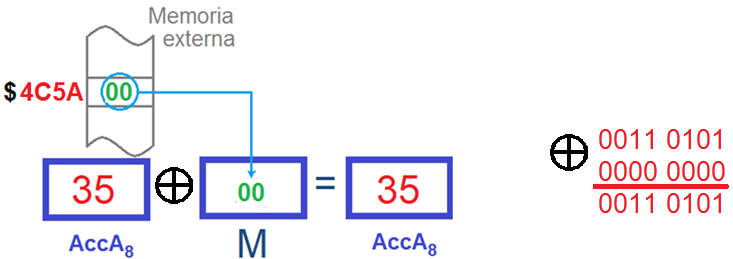 Memoria
externa
$4C5A 00
35 ⊕ 00 = 35
AccA₈ M AccA₈
⊕ 0011 0101
0000 0000
0011 0101